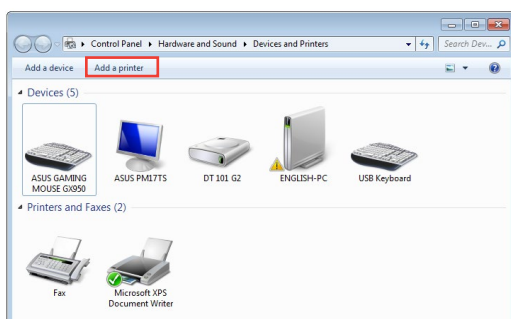 Control Panel ▸ Hardware and Sound ▸ Devices and Printers
Search Dev...
Add a device
Add a printer
Devices (5)
ASUS GAMING
MOUSE GX950
ASUS PM17TS
DT 101 G2
ENGLISH-PC
USB Keyboard
Printers and Faxes (2)
Fax
Microsoft XPS
Document Writer